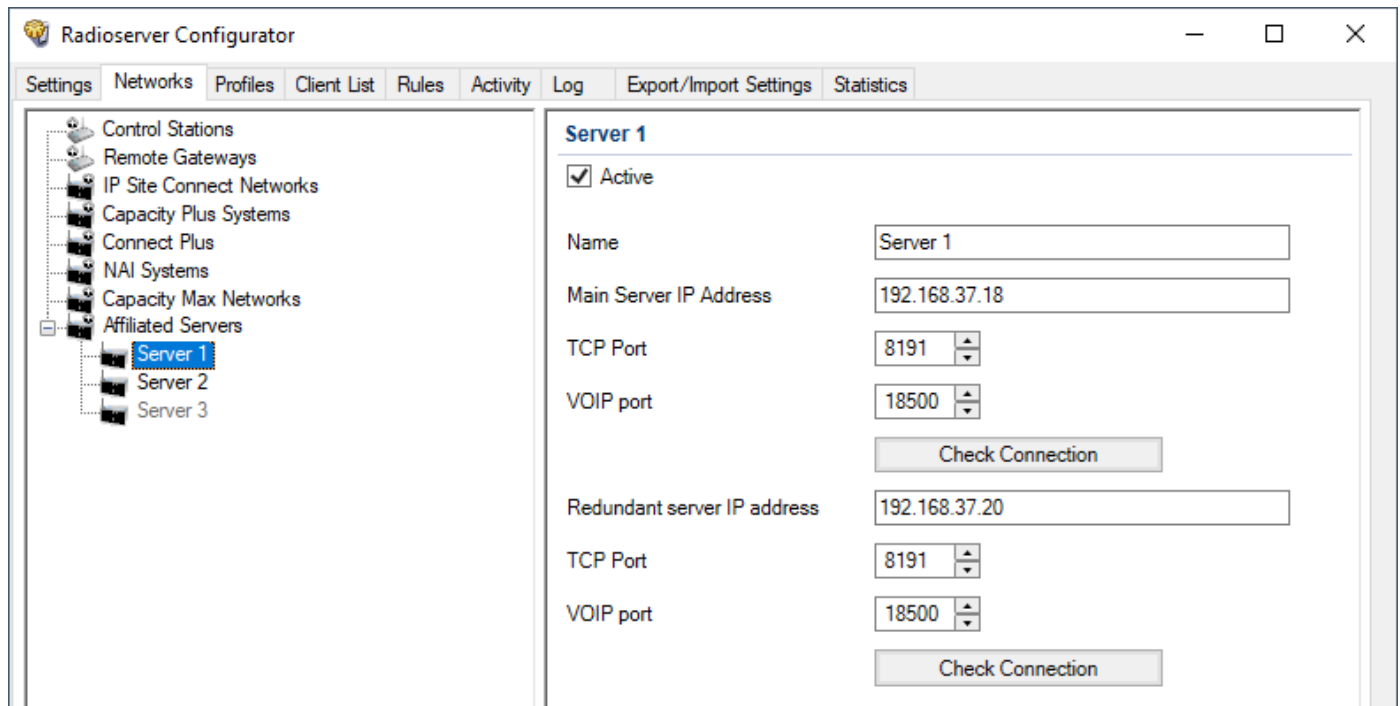 Radioserver Configurator
Settings Networks Profiles Client List Rules Activity Log Export/Import Settings Statistics
Control Stations
Remote Gateways
IP Site Connect Networks
Capacity Plus Systems
Connect Plus
NAI Systems
Capacity Max Networks
Affiliated Servers
Server 1
Server 2
Server 3
Server 1
Active
Name Server 1
Main Server IP Address 192.168.37.18
TCP Port 8191
VOIP port 18500
Check Connection
Redundant server IP address 192.168.37.20
TCP Port 8191
VOIP port 18500
Check Connection